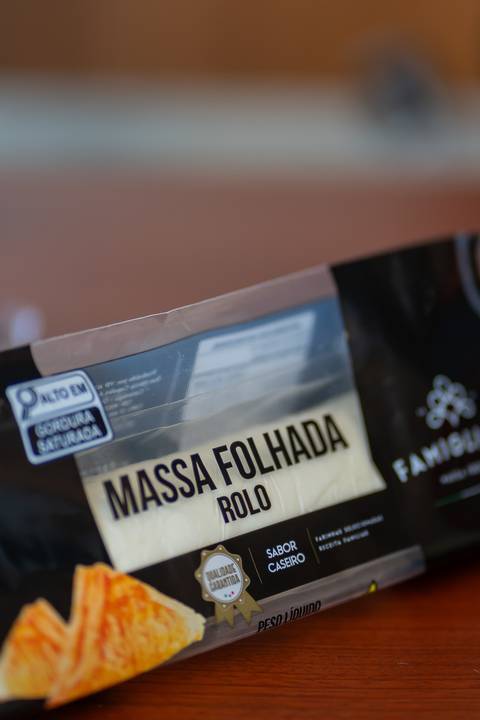 ALTO EM
GORDURA
SATURADA
MASSA FOLHADA
ROLO
QUALIDADE
GARANTIDA
SABOR
CASEIRO
FARINHAS SELECIONADAS
RECEITA FAMILIAR
PESO LÍQUIDO